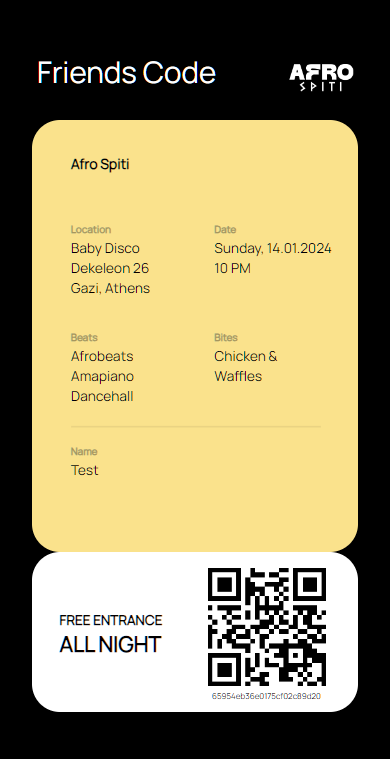 Friends Code
AFRO
SPITI
Afro Spiti
Location
Baby Disco
Dekeleon 26
Gazi, Athens
Date
Sunday, 14.01.2024
10 PM
Beats
Afrobeats
Amapiano
Dancehall
Bites
Chicken &
Waffles
Name
Test
FREE ENTRANCE
ALL NIGHT
65954eb36e0175cf02c89d20